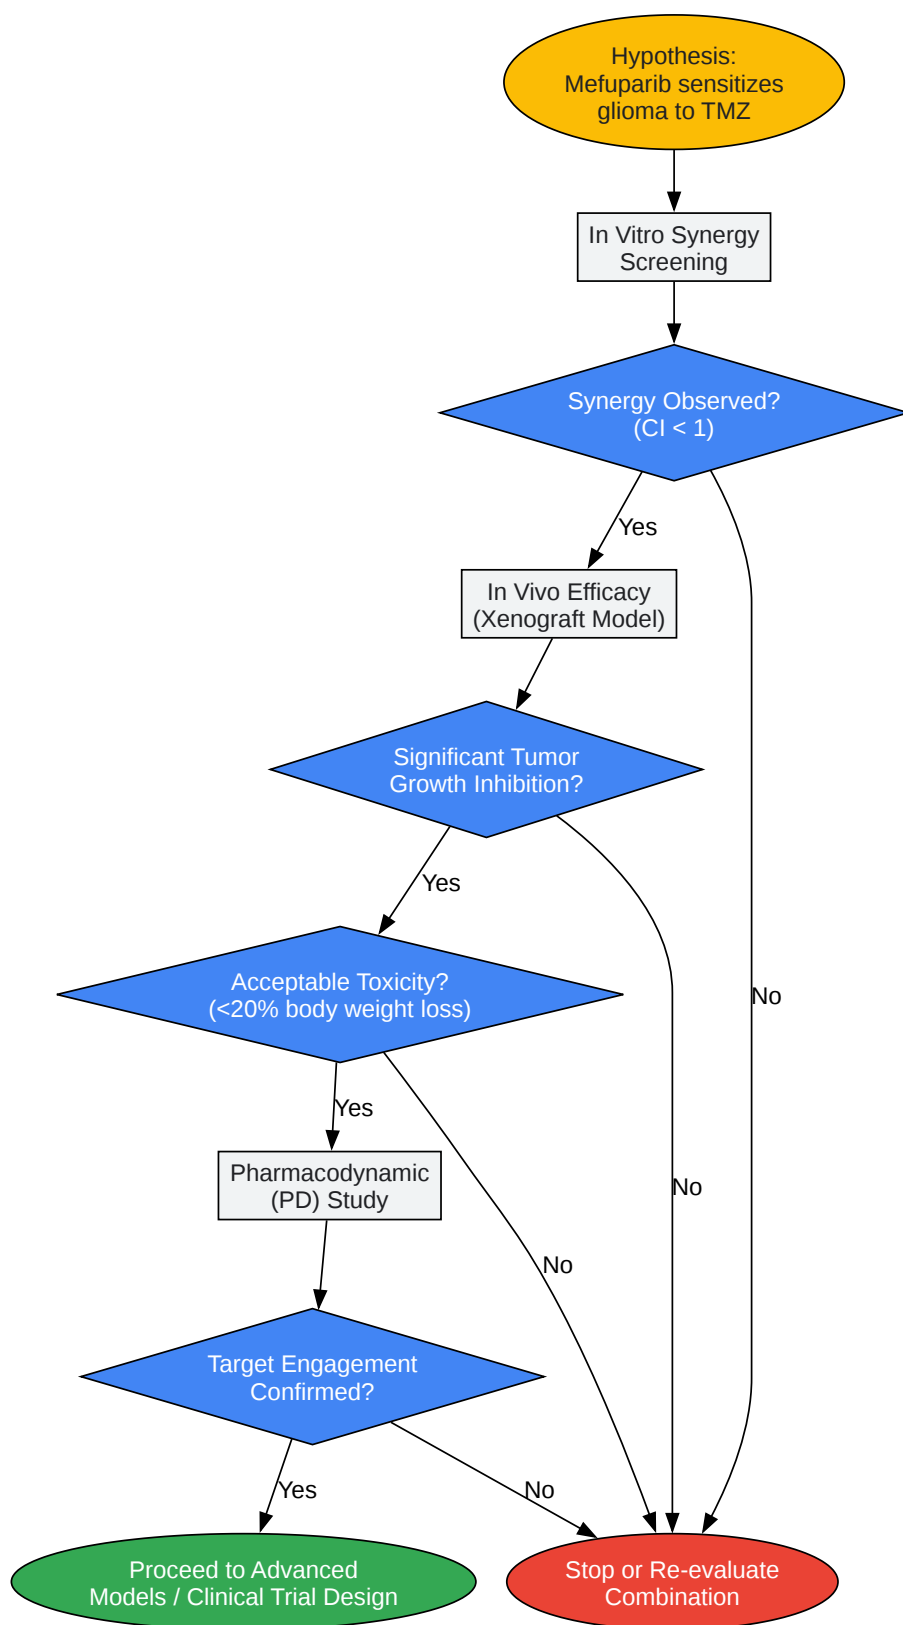 Hypothesis:
Mefuparib sensitizes
glioma to TMZ
In Vitro Synergy
Screening
Synergy Observed?
(CI < 1)
Yes
In Vivo Efficacy
(Xenograft Model)
Significant Tumor
Growth Inhibition?
Yes
Acceptable Toxicity?
(<20% body weight loss)
No
Yes
Pharmacodynamic
(PD) Study
No
No
Target Engagement
Confirmed?
Yes
No
Proceed to Advanced
Models / Clinical Trial Design
Stop or Re-evaluate
Combination